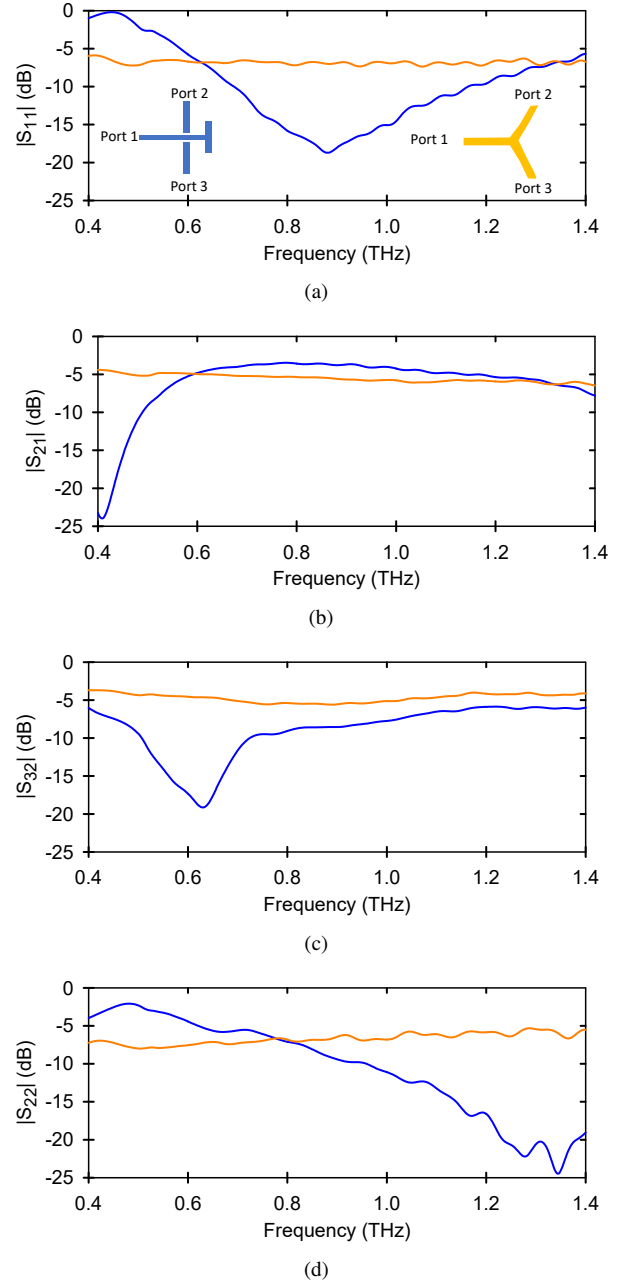 0
-5
-10
-15
-20
-25
|S11| (dB)
Port 2
Port 1
Port 3
Port 2
Port 1
Port 3
0.4 0.6 0.8 1.0 1.2 1.4
Frequency (THz)
(a)
0
-5
-10
-15
-20
-25
|S21| (dB)
0.4 0.6 0.8 1.0 1.2 1.4
Frequency (THz)
(b)
0
-5
-10
-15
-20
-25
|S32| (dB)
0.4 0.6 0.8 1.0 1.2 1.4
Frequency (THz)
(c)
0
-5
-10
-15
-20
-25
|S22| (dB)
0.4 0.6 0.8 1.0 1.2 1.4
Frequency (THz)
(d)